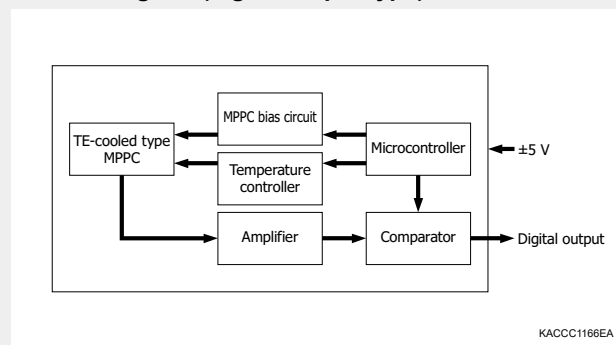 MPPC bias circuit
TE-cooled type
MPPC
Microcontroller
±5 V
Temperature
controller
Amplifier
Comparator
Digital output
KACCC1166EA